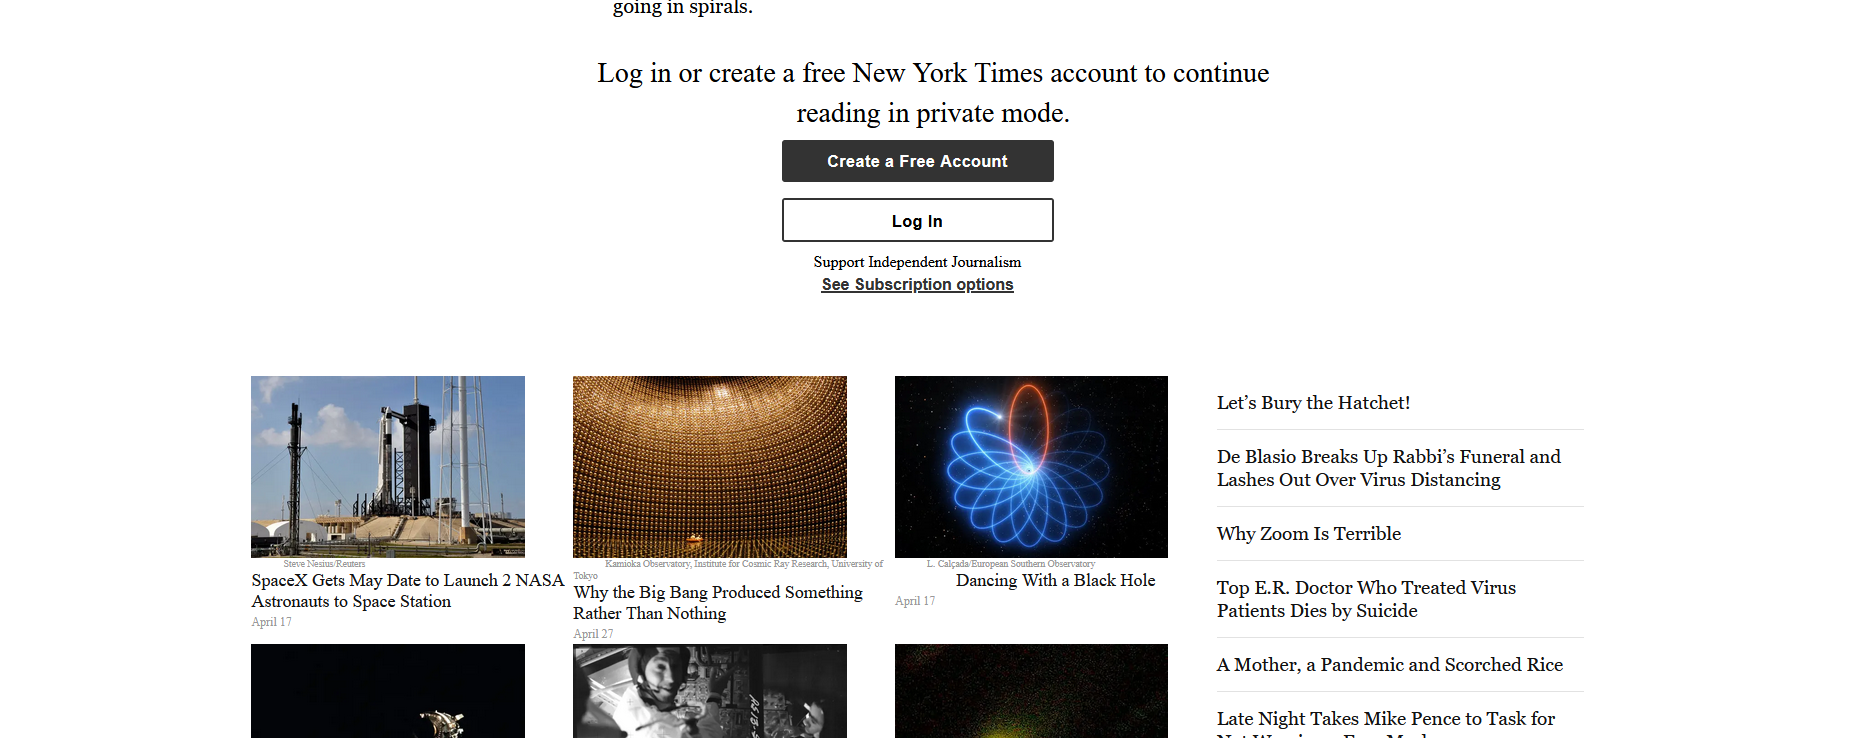 going in spirals.
Log in or create a free New York Times account to continue
reading in private mode.
Create a Free Account
Log In
Support Independent Journalism
See Subscription options
Steve Nesius/Reuters
SpaceX Gets May Date to Launch 2 NASA
Astronauts to Space Station
April 17
Kamioka Observatory, Institute for Cosmic Ray Research, University of
Tokyo
Why the Big Bang Produced Something
Rather Than Nothing
April 27
L. Calçada/European Southern Observatory
Dancing With a Black Hole
April 17
Let’s Bury the Hatchet!
De Blasio Breaks Up Rabbi’s Funeral and
Lashes Out Over Virus Distancing
Why Zoom Is Terrible
Top E.R. Doctor Who Treated Virus
Patients Dies by Suicide
A Mother, a Pandemic and Scorched Rice
Late Night Takes Mike Pence to Task for